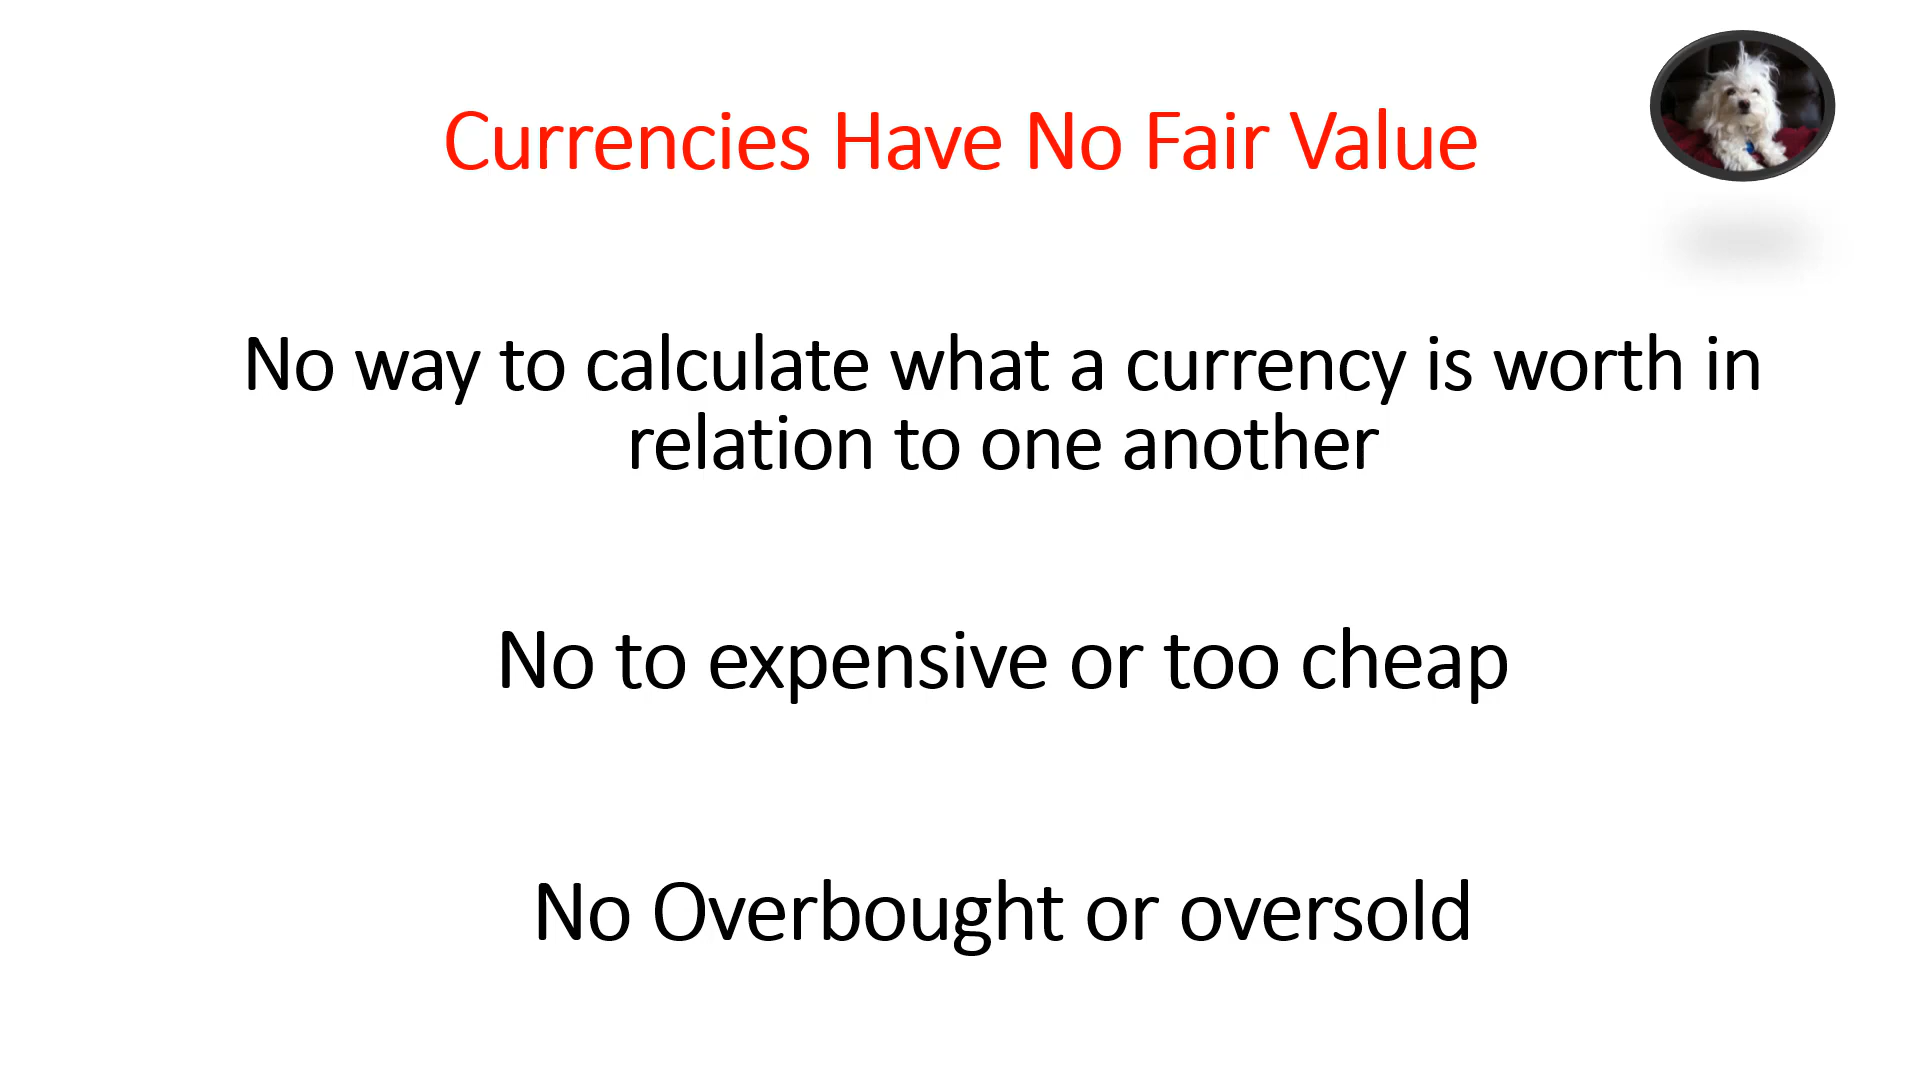 Currencies Have No Fair Value
No way to calculate what a currency is worth in
relation to one another
No to expensive or too cheap
No Overbought or oversold